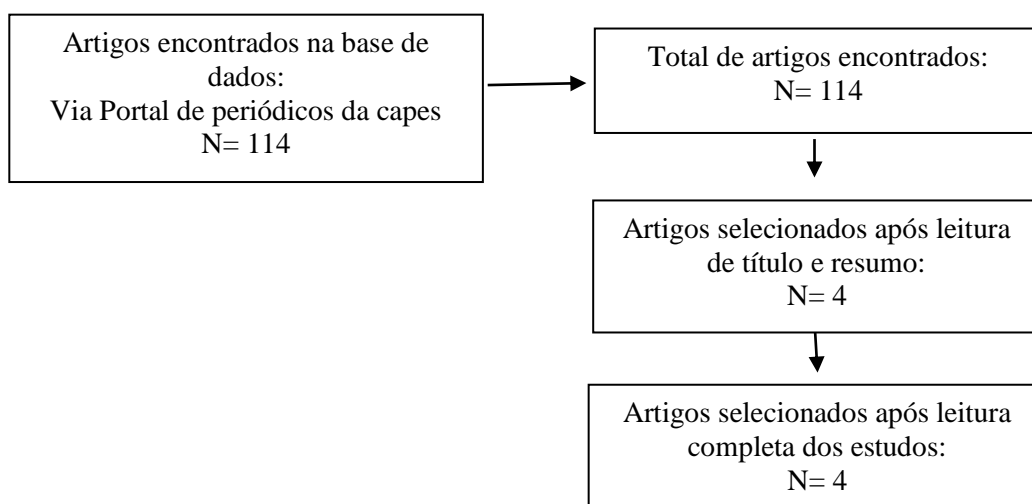 Artigos encontrados na base de
dados:
Via Portal de periódicos da capes
N= 114
Total de artigos encontrados:
N= 114
Artigos selecionados após leitura
de título e resumo:
N= 4
Artigos selecionados após leitura
completa dos estudos:
N= 4